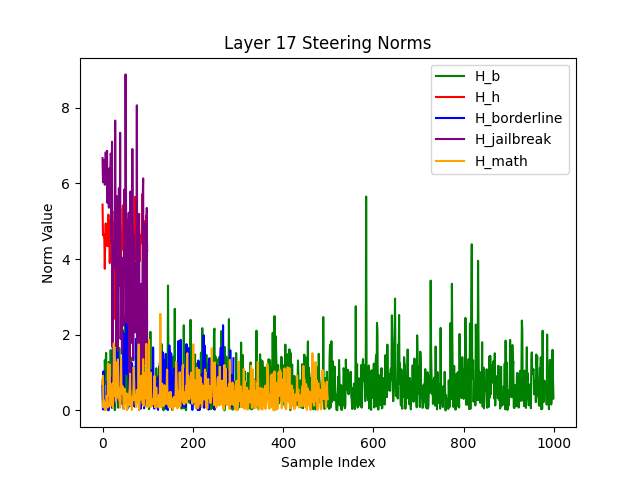 Layer 17 Steering Norms
H_b
H_h
H_borderline
H_jailbreak
H_math
Norm Value
8
6
4
2
0
0 200 400 600 800 1000
Sample Index